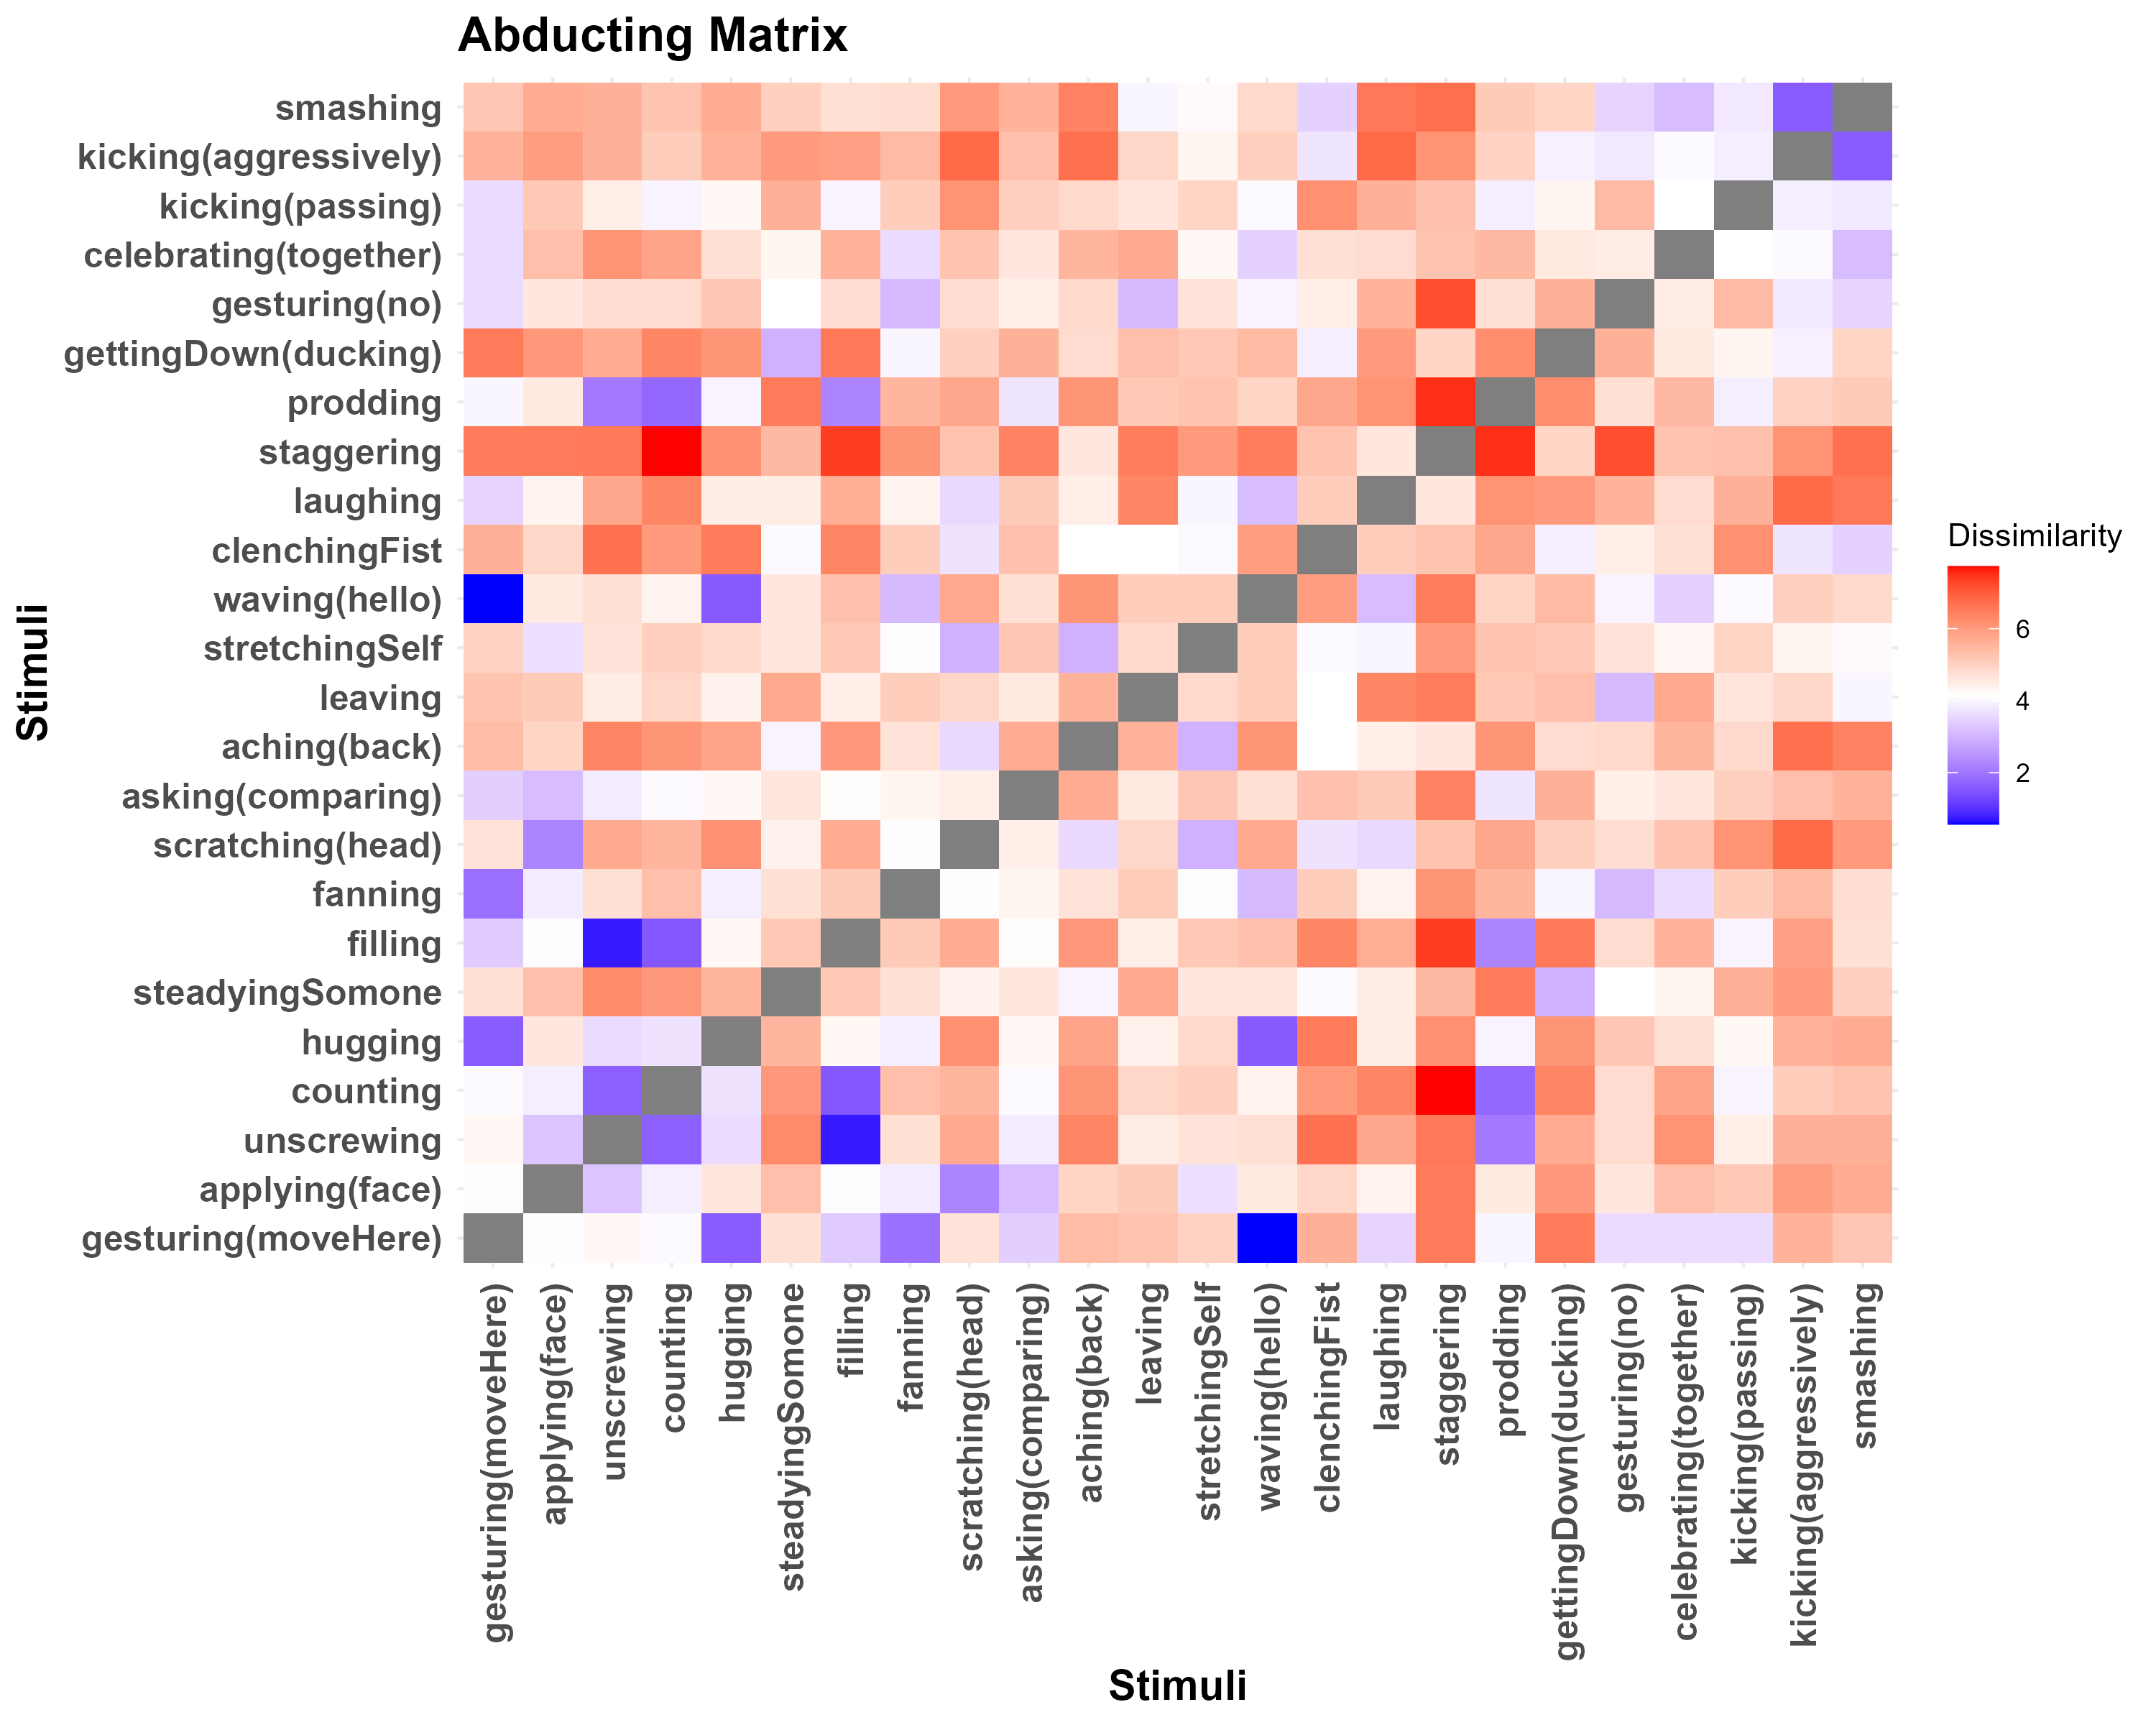 Abducting Matrix
Stimuli
smashing
kicking(aggressively)
kicking(passing)
celebrating(together)
gesturing(no)
gettingDown(ducking)
prodding
staggering
laughing
clenchingFist
waving(hello)
stretchingSelf
leaving
aching(back)
asking(comparing)
scratching(head)
fanning
filling
steadyingSomone
hugging
counting
unscrewing
applying(face)
gesturing(moveHere)
gesturing(moveHere)
applying(face)
unscrewing
counting
hugging
steadyingSomone
filling
fanning
scratching(head)
asking(comparing)
aching(back)
leaving
stretchingSelf
waving(hello)
clenchingFist
laughing
staggering
prodding
gettingDown(ducking)
gesturing(no)
celebrating(together)
kicking(passing)
kicking(aggressively)
smashing
Stimuli
Dissimilarity
6
4
2